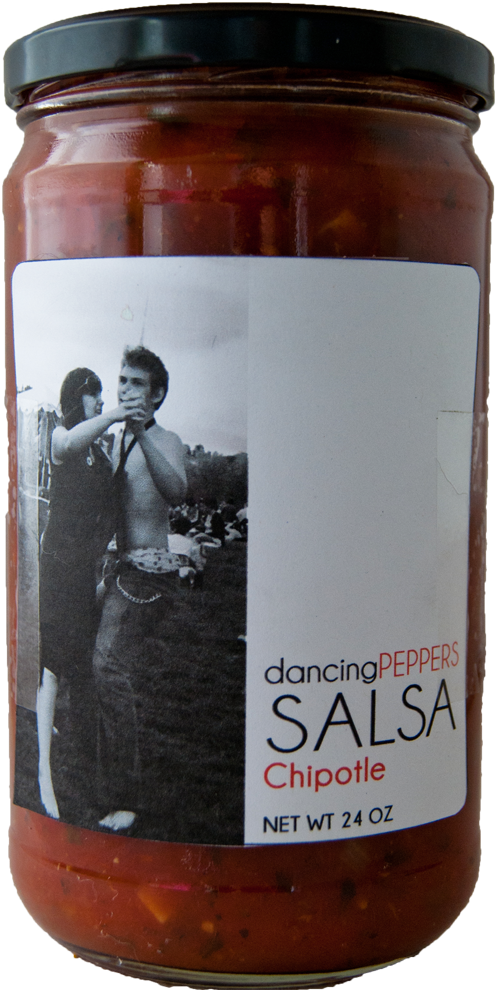 dancingPEPPERS
SALSA
Chipotle
NET WT 24 OZ